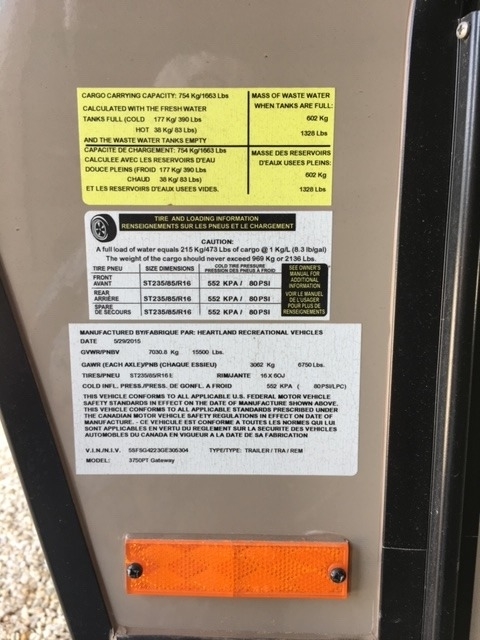 CARGO CARRYING CAPACITY: 754 Kg/1663 Lbs
CALCULATED WITH THE FRESH WATER
TANKS FULL (COLD 177 Kg/ 390 Lbs
HOT 38 Kg/ 83 Lbs)
AND THE WASTE WATER TANKS EMPTY
MASS OF WASTE WATER
WHEN TANKS ARE FULL:
602 Kg
1328 Lbs
CAPACITE DE CHARGEMENT: 754 Kg/1663 Lbs
CALCULEE AVEC LES RESERVOIRS D'EAU
DOUCE PLEINS (FROID 177 Kg/ 390 Lbs
CHAUD 38 Kg/ 83 Lbs)
ET LES RESERVOIRS D'EAUX USEES VIDES.
MASSE DES RESERVOIR
D'EAUX USEES PLEINS:
602 Kg
1328 Lbs
TIRE AND LOADING INFORMATION
RENSEIGNEMENTS SUR LES PNEUS ET LE CHARGEMENT
CAUTION:
A full load of water equals 215 Kg/473 Lbs of cargo @ 1 Kg/L (8.3 lb/gal)
The weight of the cargo should never exceed 969 Kg or 2136 Lbs.
TIRE PNEU SIZE DIMENSIONS COLD TIRE PRESSURE
PRESSION DES PNEUS A FROID
FRONT
AVANT ST235/85/R16 552 KPA / 80 PSI
REAR
ARRIÈRE ST235/85/R16 552 KPA / 80 PSI
SPARE
DE SECOURS ST235/85/R16 552 KPA / 80 PSI
SEE OWNER'S
MANUAL FOR
ADDITIONAL
INFORMATION
VOIR LE MANUEL
DE L'USAGER
POUR PLUS DE
RENSEIGNEMENTS
MANUFACTURED BY/FABRIQUE PAR: HEARTLAND RECREATIONAL VEHICLES
DATE 5/29/2015
GVWR/PNBV 7030.8 Kg 15500 Lbs.
GAWR (EACH AXLE)/PNB (CHAQUE ESSIEU) 3062 Kg 6750 Lbs.
TIRES/PNEU ST235/85/R16 E RIM/JANTE 16 X 6OJ
COLD INFL. PRESS./PRESS. DE GONFL. A FROID 552 KPA ( 80PSI/LPC)
THIS VEHICLE CONFORMS TO ALL APPLICABLE U.S. FEDERAL MOTOR VEHICLE
SAFETY STANDARDS IN EFFECT ON THE DATE OF MANUFACTURE SHOWN ABOVE.
THIS VEHICLE CONFORMS TO ALL APPLICABLE STANDARDS PRESCRIBED UNDER
THE CANADIAN MOTOR VEHICLE SAFETY REGULATIONS IN EFFECT ON DATE OF
MANUFACTURE. - CE VEHICULE EST CONFORME A TOUTES LES NORMES QUI LUI
SONT APPLICABLES EN VERTU DU REGLEMENT SUR LA SECURITE DES VEHICLES
AUTOMOBILES DU CANADA EN VIGUEUR A LA DATE DE SA FABRICATION
V.I.N./N.I.V. 5SFSG4223GE305304 TYPE/TYPE: TRAILER / TRA / REM
MODEL: 3750PT Gateway